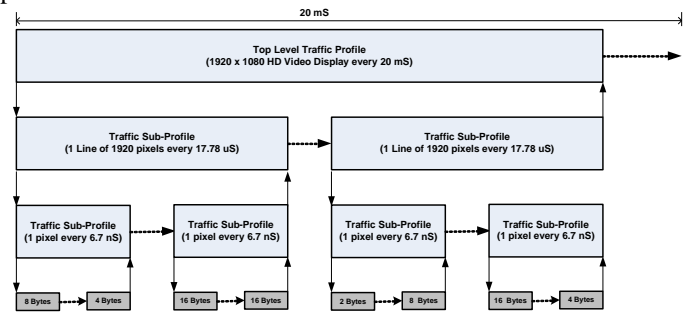 20 mS
Top Level Traffic Profile
(1920 x 1080 HD Video Display every 20 mS)
Traffic Sub-Profile
(1 Line of 1920 pixels every 17.78 uS)
Traffic Sub-Profile
(1 Line of 1920 pixels every 17.78 uS)
Traffic Sub-Profile
(1 pixel every 6.7 nS)
Traffic Sub-Profile
(1 pixel every 6.7 nS)
Traffic Sub-Profile
(1 pixel every 6.7 nS)
Traffic Sub-Profile
(1 pixel every 6.7 nS)
8 Bytes
4 Bytes
16 Bytes
16 Bytes
2 Bytes
8 Bytes
16 Bytes
4 Bytes